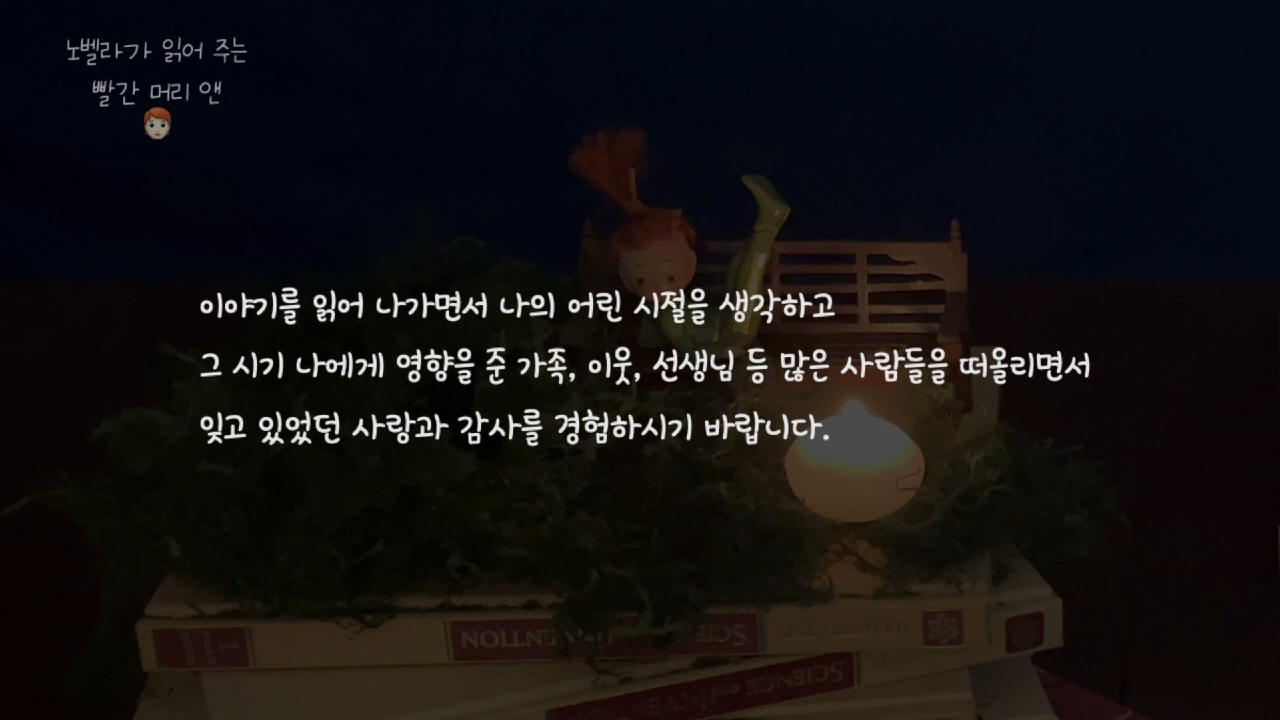 노벨라가 읽어 주는
빨간 머리 앤
이야기를 읽어 나가면서 나의 어린 시절을 생각하고
그 시기 나에게 영향을 준 가족, 이웃, 선생님 등 많은 사람들을 떠올리면서
잊고 있었던 사랑과 감사를 경험하시기 바랍니다.
SCIENCE and INVENTION